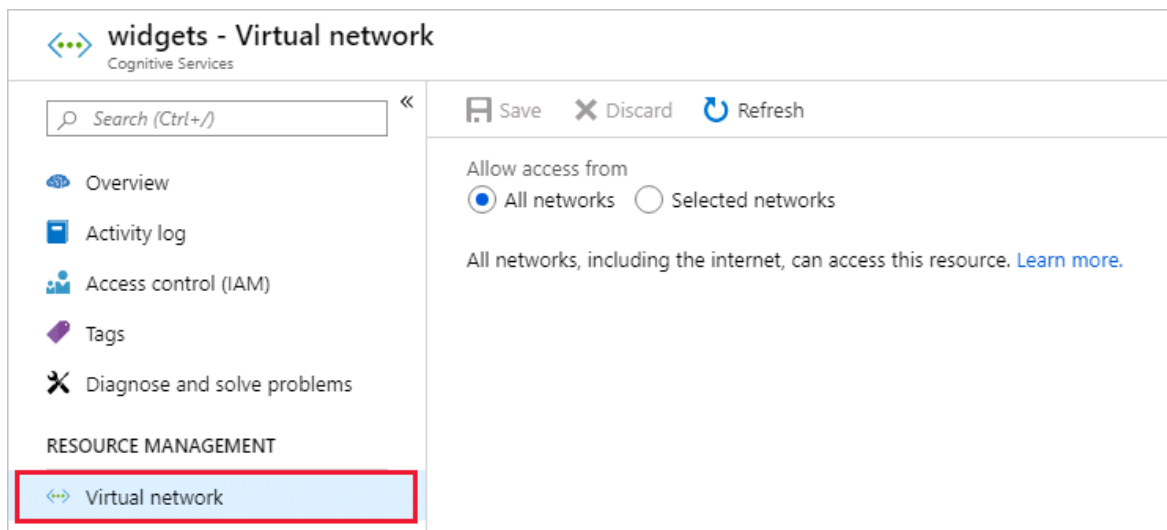 widgets - Virtual network
Cognitive Services
Search (Ctrl+/)
«
Overview
Activity log
Access control (IAM)
Tags
Diagnose and solve problems
RESOURCE MANAGEMENT
Virtual network
Save Discard Refresh
Allow access from
All networks Selected networks
All networks, including the internet, can access this resource. Learn more.